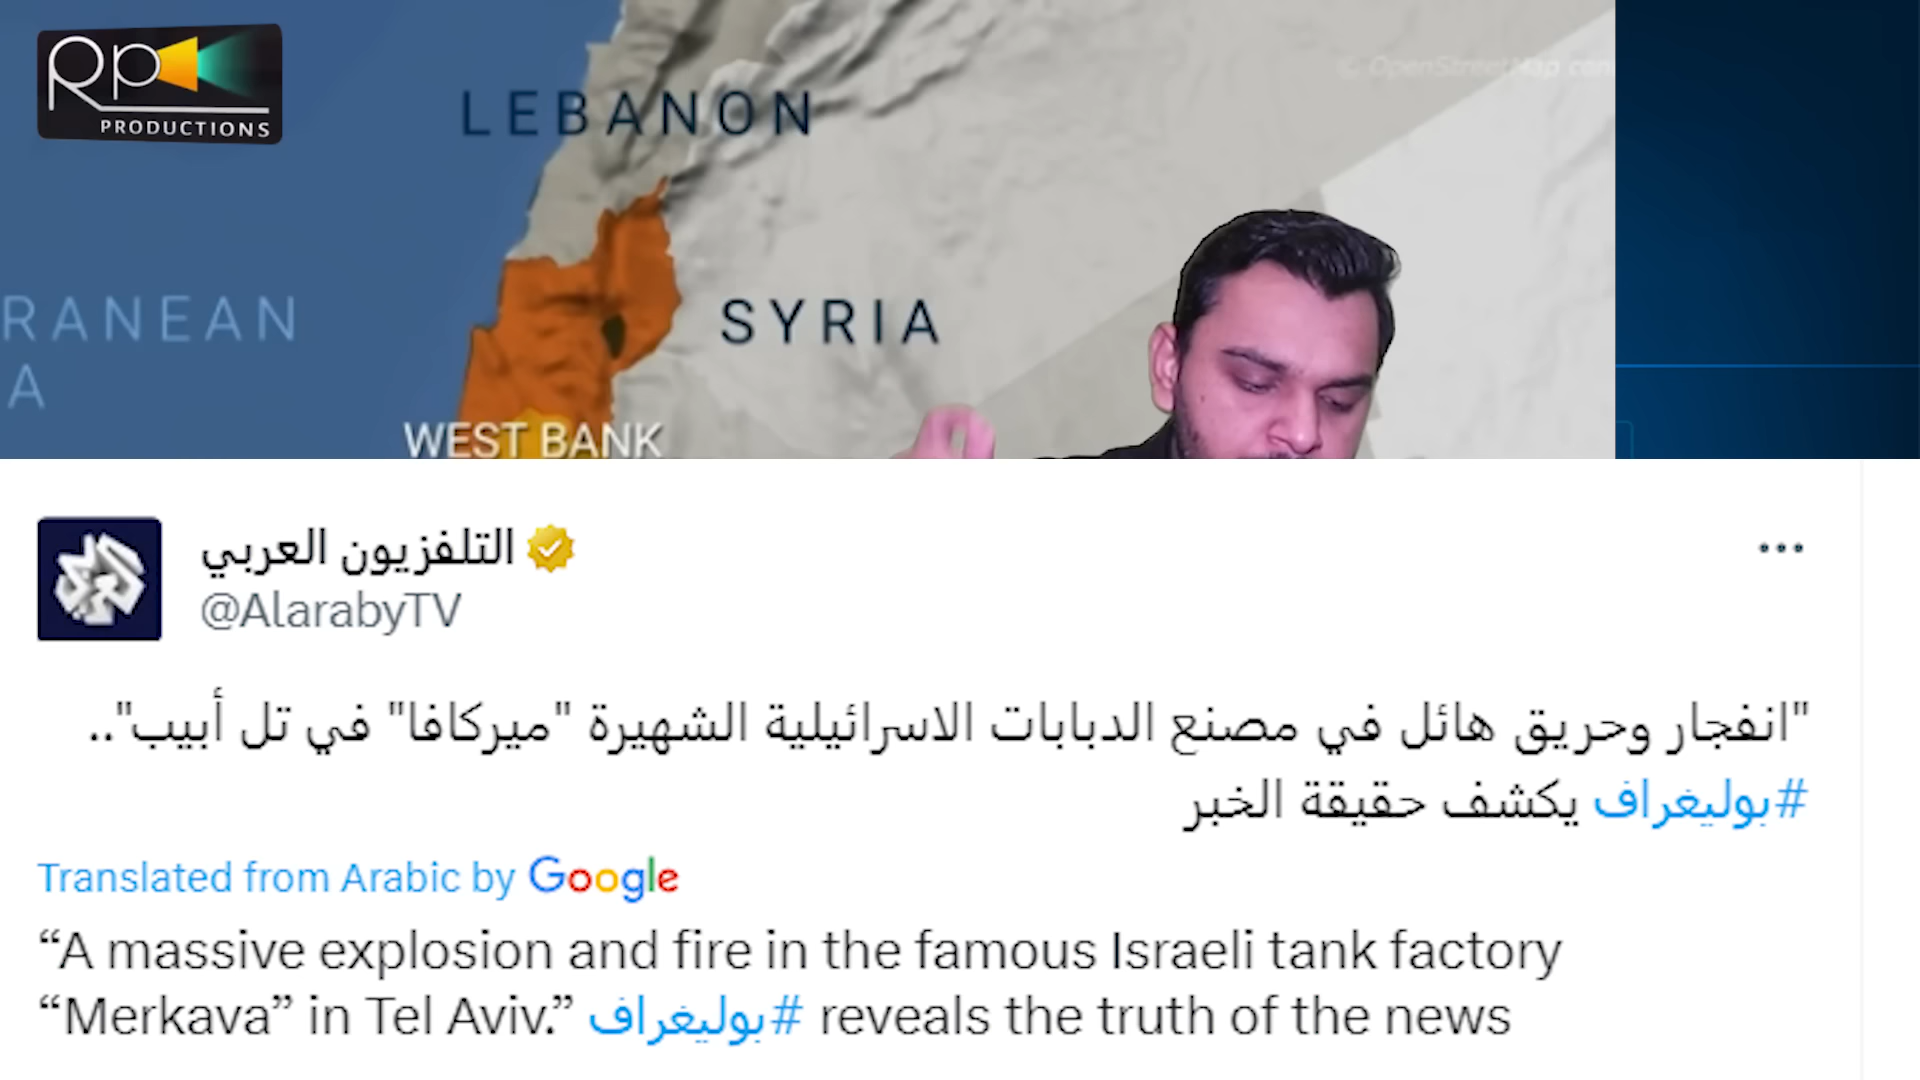 Rp
PRODUCTIONS
LEBANON
© OpenStreetMap
RANEAN
A
SYRIA
WEST BANK
التلفزيون العربي
@AlarabyTV
"انفجار وحريق هائل في مصنع الدبابات الاسرائيلية الشهيرة "ميركافا" في تل أبيب"..
#بوليغراف يكشف حقيقة الخبر
Translated from Arabic by Google
“A massive explosion and fire in the famous Israeli tank factory
“Merkava” in Tel Aviv.” #بوليغراف reveals the truth of the news